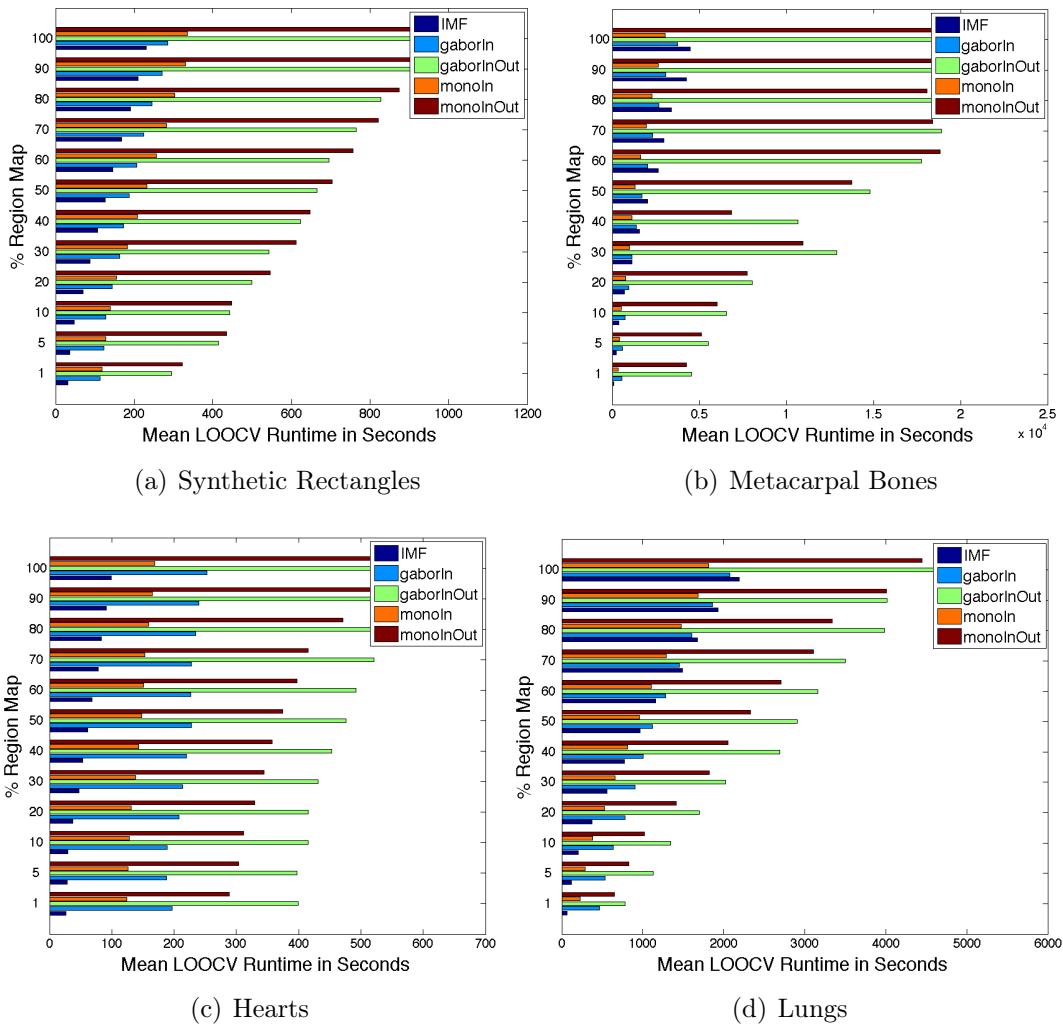 IMF
gaborIn
gaborInOut
monoIn
monoInOut
100
90
80
70
60
50
40
30
20
10
5
1
% Region Map
0 200 400 600 800 1000 1200
Mean LOOCV Runtime in Seconds
(a) Synthetic Rectangles
IMF
gaborIn
gaborInOut
monoIn
monoInOut
100
90
80
70
60
50
40
30
20
10
5
1
% Region Map
0 0.5 1 1.5 2 2.5
x 10^4
Mean LOOCV Runtime in Seconds
(b) Metacarpal Bones
IMF
gaborIn
gaborInOut
monoIn
monoInOut
100
90
80
70
60
50
40
30
20
10
5
1
% Region Map
0 100 200 300 400 500 600 700
Mean LOOCV Runtime in Seconds
(c) Hearts
IMF
gaborIn
gaborInOut
monoIn
monoInOut
100
90
80
70
60
50
40
30
20
10
5
1
% Region Map
0 1000 2000 3000 4000 5000 6000
Mean LOOCV Runtime in Seconds
(d) Lungs